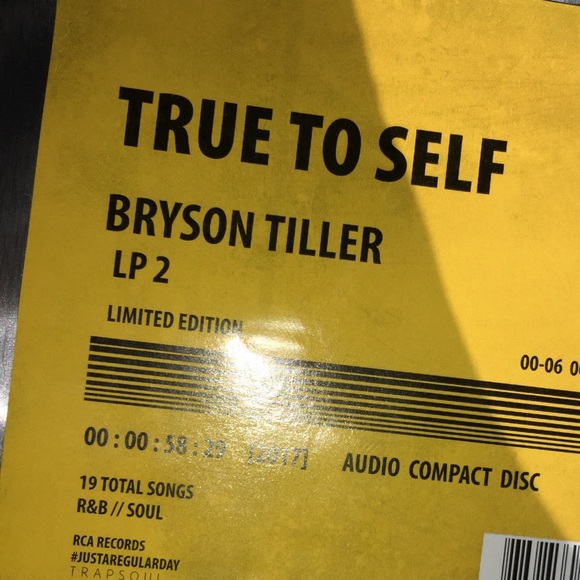 TRUE TO SELF
BRYSON TILLER
LP 2
LIMITED EDITION
00-06
00:00:58:29 [2017] AUDIO COMPACT DISC
19 TOTAL SONGS
R&B // SOUL
RCA RECORDS
#JUSTAREGULARDAY
TRAPSOUL